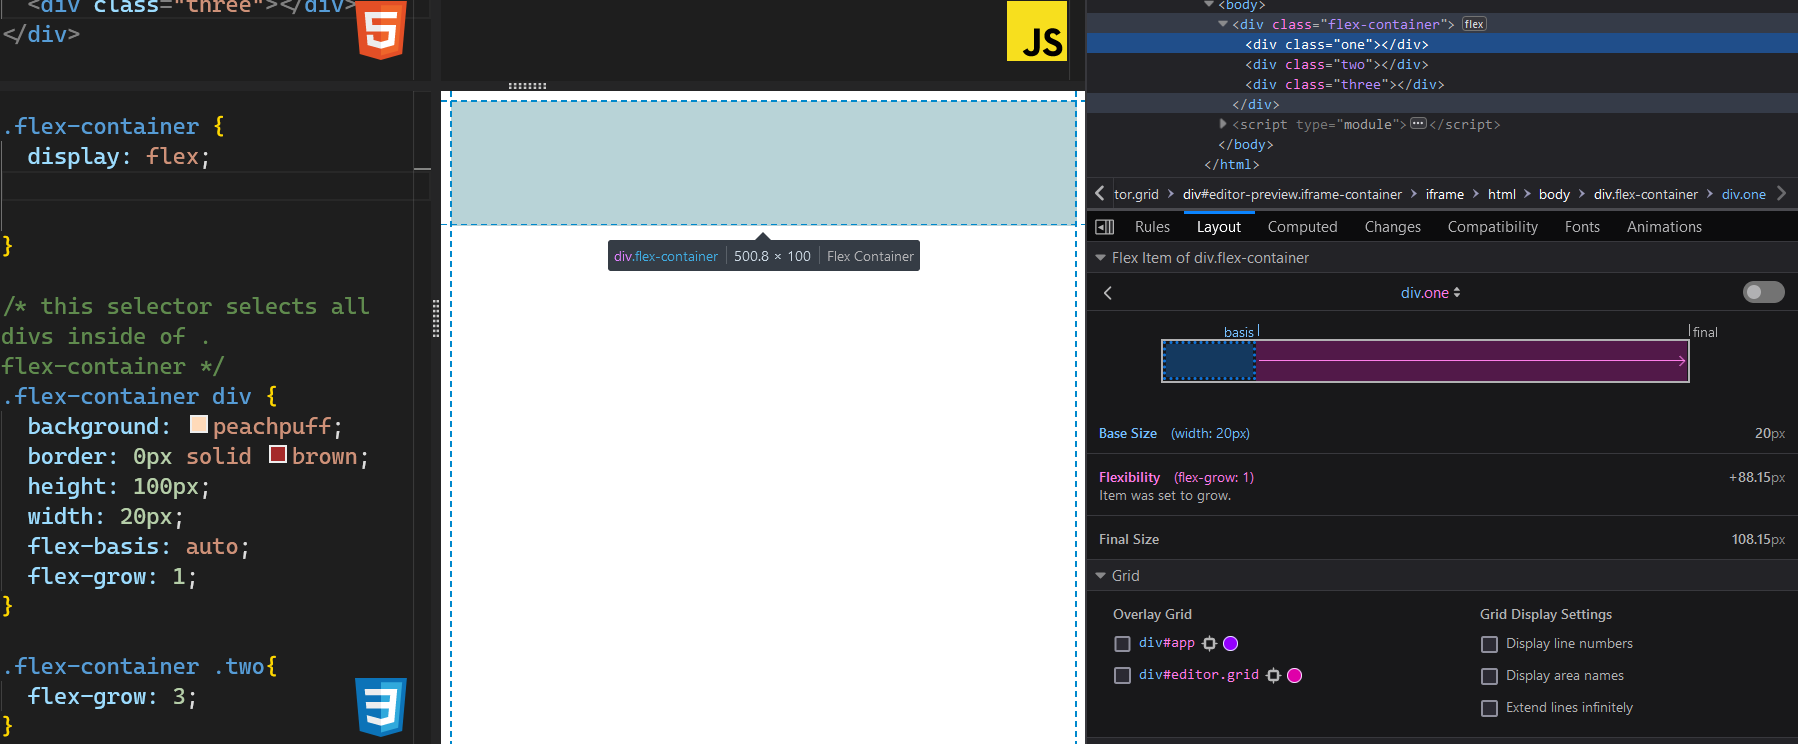 <div class="three"></div>
</div>
5
JS
.flex-container {
display: flex;
}
/* this selector selects all
divs inside of .
flex-container */
.flex-container div {
background: peachpuff;
border: 0px solid brown;
height: 100px;
width: 20px;
flex-basis: auto;
flex-grow: 1;
}
.flex-container .two{
flex-grow: 3;
}
3
div.flex-container 500.8 × 100 Flex Container
<body>
<div class="flex-container"> flex
<div class="one"></div>
<div class="two"></div>
<div class="three"></div>
</div>
<script type="module">⋯</script>
</body>
</html>
tor.grid > div#editor-preview.iframe-container > iframe > html > body > div.flex-container > div.one
Rules Layout Computed Changes Compatibility Fonts Animations
Flex Item of div.flex-container
div.one
basis final
Base Size (width: 20px) 20px
Flexibility (flex-grow: 1) +88.15px
Item was set to grow.
Final Size 108.15px
Grid
Overlay Grid Grid Display Settings
div#app Display line numbers
div#editor.grid Display area names
Extend lines infinitely